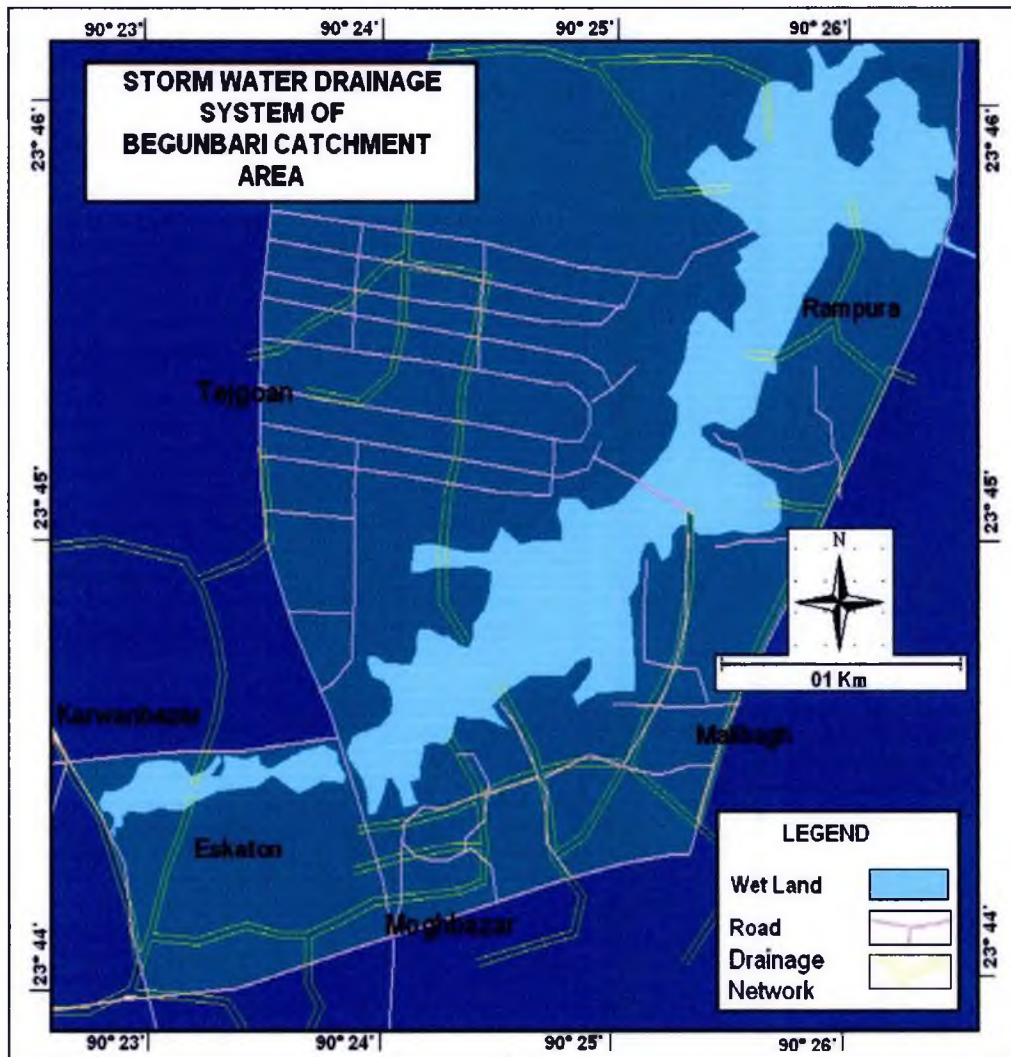 90° 23'
90° 24'
90° 25'
90° 26'
STORM WATER DRAINAGE
SYSTEM OF
BEGUNBARI CATCHMENT
AREA
23° 46'
23° 46'
Rampura
Tejgoan
23° 45'
23° 45'
N
01 Km
Karwanbazar
Malibagh
Eskaton
Moghbazar
LEGEND
Wet Land
Road
Drainage
Network
23° 44'
23° 44'
90° 23'
90° 24'
90° 25'
90° 26'